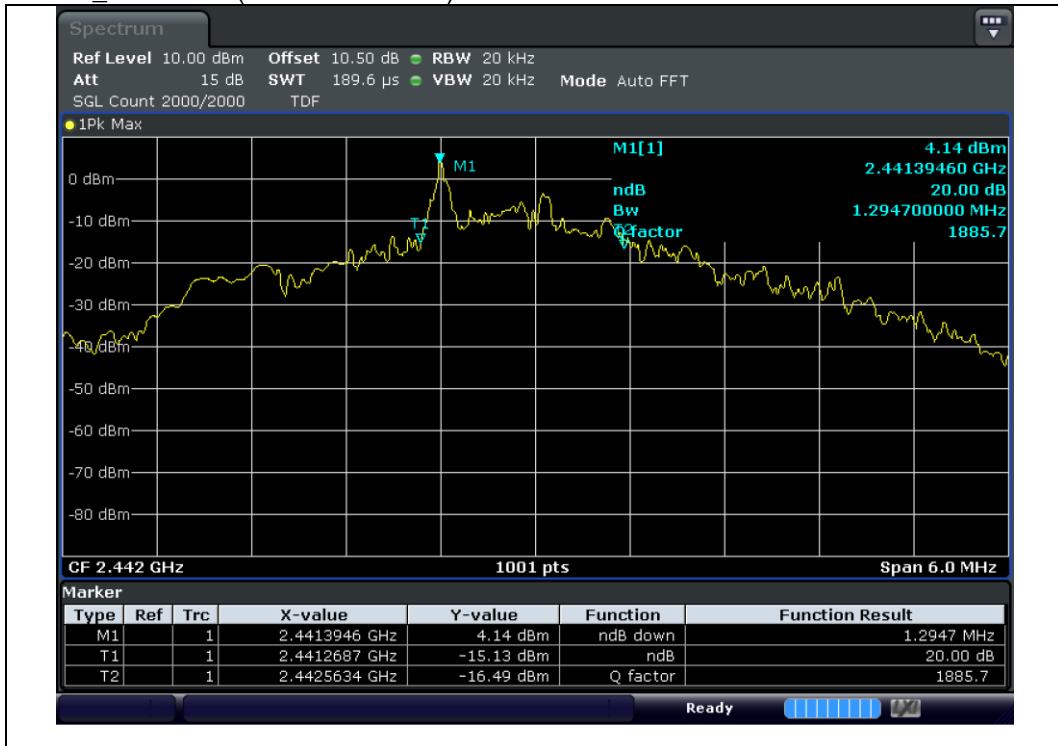 Spectrum
Ref Level 10.00 dBm Offset 10.50 dB RBW 20 kHz
Att 15 dB SWT 189.6 µs VBW 20 kHz Mode Auto FFT
SGL Count 2000/2000 TDF
1Pk Max
M1[1] 4.14 dBm
2.44139460 GHz
ndB 20.00 dB
Bw 1.294700000 MHz
Q factor 1885.7
M1
T1
T2
0 dBm
-10 dBm
-20 dBm
-30 dBm
-40 dBm
-50 dBm
-60 dBm
-70 dBm
-80 dBm
CF 2.442 GHz 1001 pts Span 6.0 MHz
Marker
Type Ref Trc X-value Y-value Function Function Result
M1 1 2.4413946 GHz 4.14 dBm ndB down 1.2947 MHz
T1 1 2.4412687 GHz -15.13 dBm ndB 20.00 dB
T2 1 2.4425634 GHz -16.49 dBm Q factor 1885.7
Ready